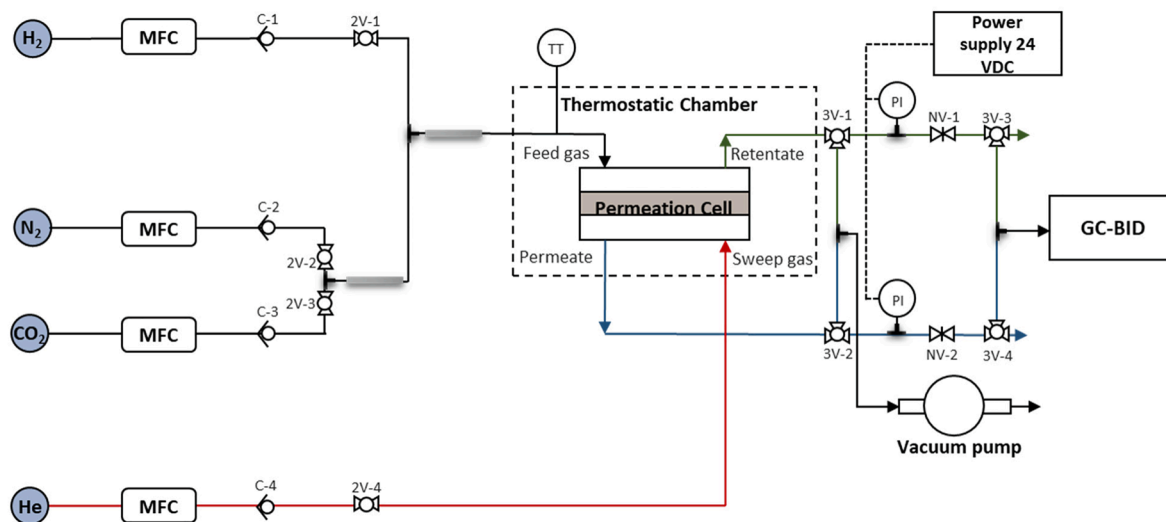 H2
MFC
C-1
2V-1
TT
Power
supply 24
VDC
Thermostatic Chamber
PI
3V-1
NV-1
3V-3
Feed gas
Retentate
N2
MFC
C-2
2V-2
Permeation Cell
GC-BID
Permeate
Sweep gas
2V-3
PI
CO2
MFC
C-3
3V-2
NV-2
3V-4
Vacuum pump
He
MFC
C-4
2V-4